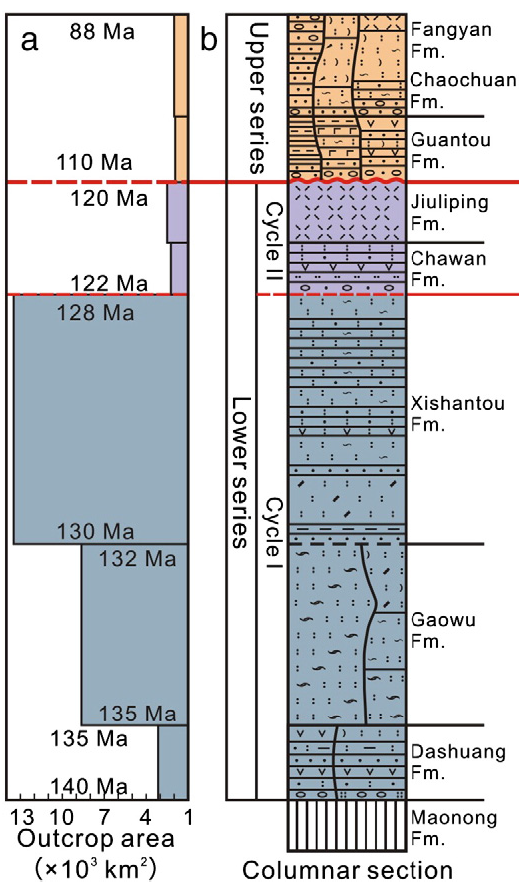 a
88 Ma
110 Ma
120 Ma
122 Ma
128 Ma
130 Ma
132 Ma
135 Ma
135 Ma
140 Ma
13 10 7 4 1
Outcrop area
(×10³ km²)
b
Upper series
Lower series
Cycle II
Cycle I
Fangyan
Fm.
Chaochuan
Fm.
Guantou
Fm.
Jiuliping
Fm.
Chawan
Fm.
Xishantou
Fm.
Gaowu
Fm.
Dashuang
Fm.
Maonong
Fm.
Columnar section